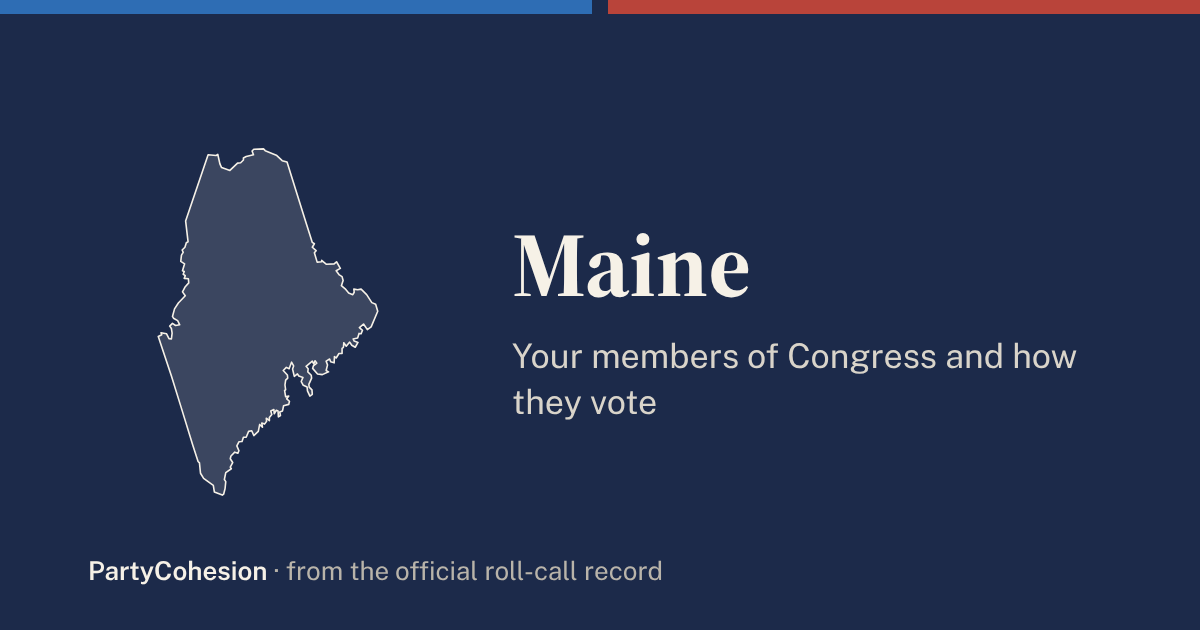 Maine
Your members of Congress and how
they vote
PartyCohesion · from the official roll-call record